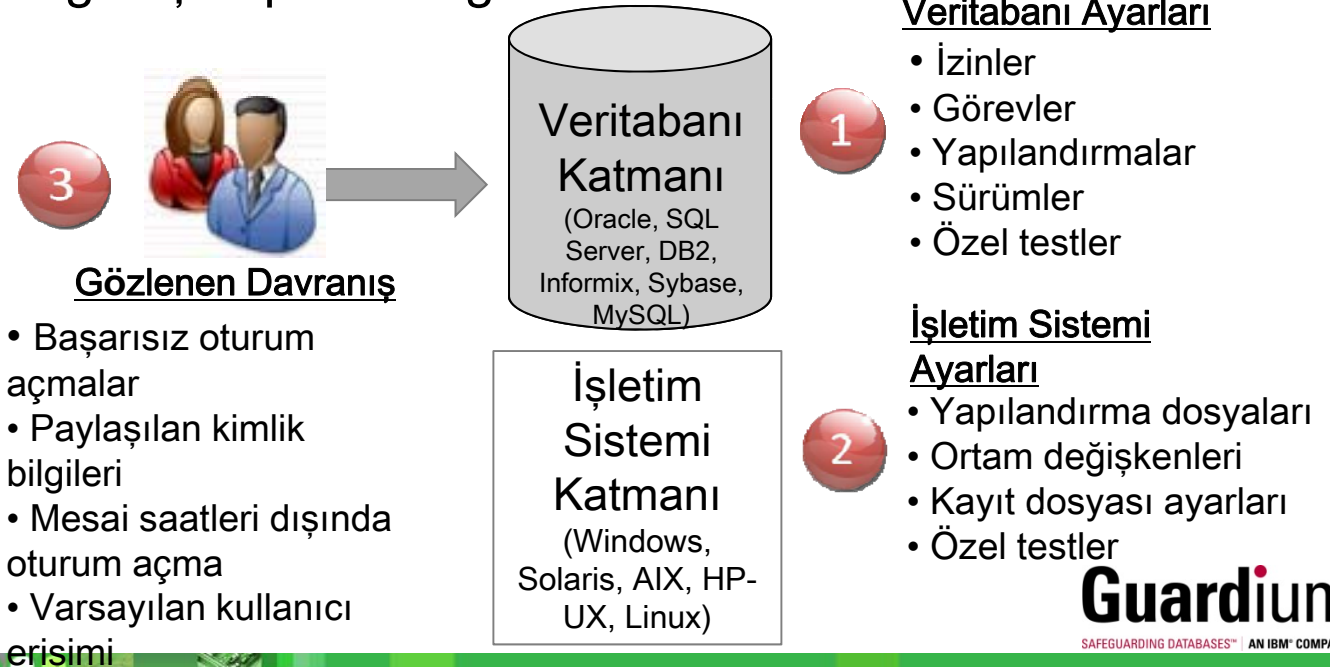 Veritabanı Ayarları
• İzinler
• Görevler
• Yapılandırmalar
• Sürümler
• Özel testler
1
Veritabanı
Katmanı
(Oracle, SQL
Server, DB2,
Informix, Sybase,
MySQL)
3
Gözlenen Davranış
• Başarısız oturum
açmalar
• Paylaşılan kimlik
bilgileri
• Mesai saatleri dışında
oturum açma
• Varsayılan kullanıcı
erişimi
İşletim
Sistemi
Katmanı
(Windows,
Solaris, AIX, HP-
UX, Linux)
2
İşletim Sistemi
Ayarları
• Yapılandırma dosyaları
• Ortam değişkenleri
• Kayıt dosyası ayarları
• Özel testler
Guardium
SAFEGUARDING DATABASES™ | AN IBM® COMPA